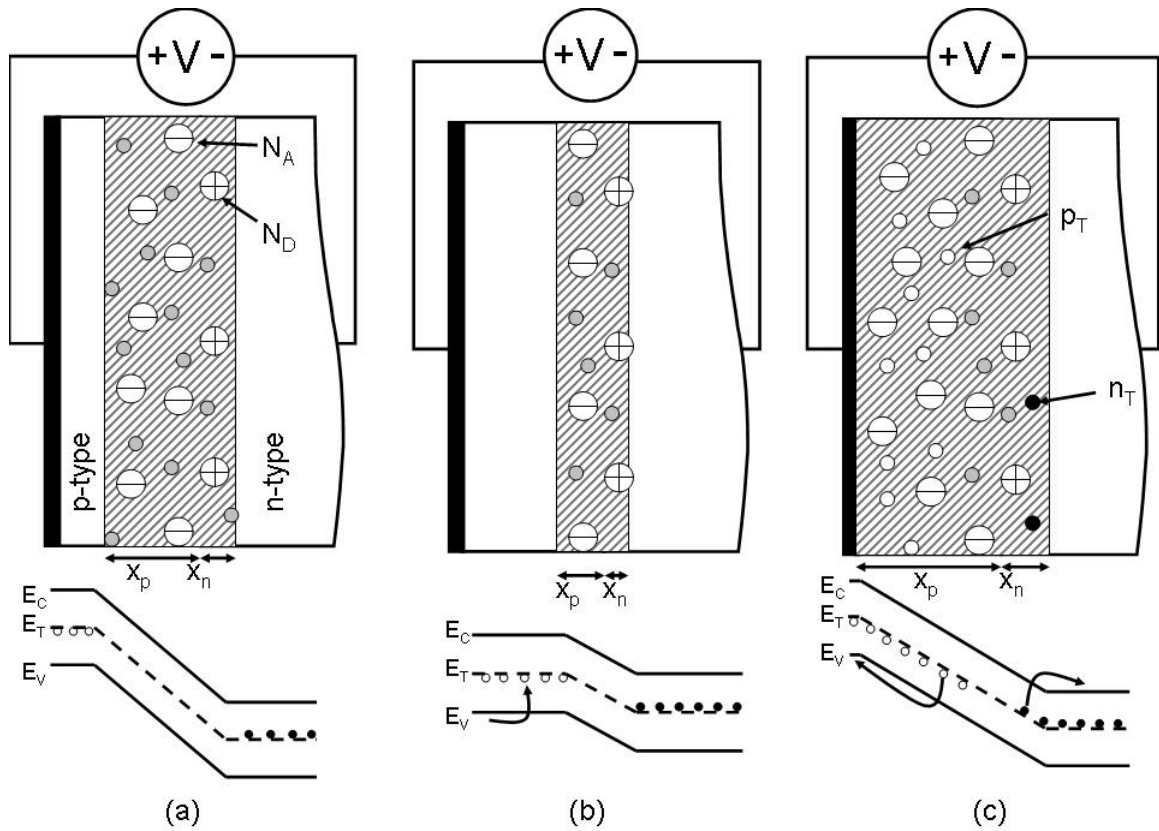 +V-
N_A
N_D
p-type
n-type
x_p x_n
E_C
E_T
E_V
(a)
+V-
x_p x_n
E_C
E_T
E_V
(b)
+V-
p_T
n_T
x_p x_n
E_C
E_T
E_V
(c)